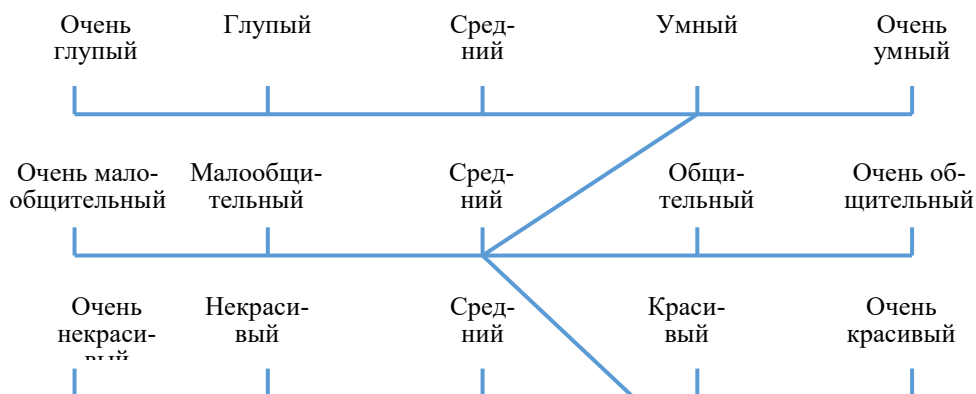 Очень Глупый Сред- Умный Очень
глупый ний умный
Очень мало- Малообщи- Сред- Общи- Очень об-
общительный тельный ний тельный щительный
Очень Некраси- Сред- Краси- Очень
некраси- вый ний вый красивый
вый